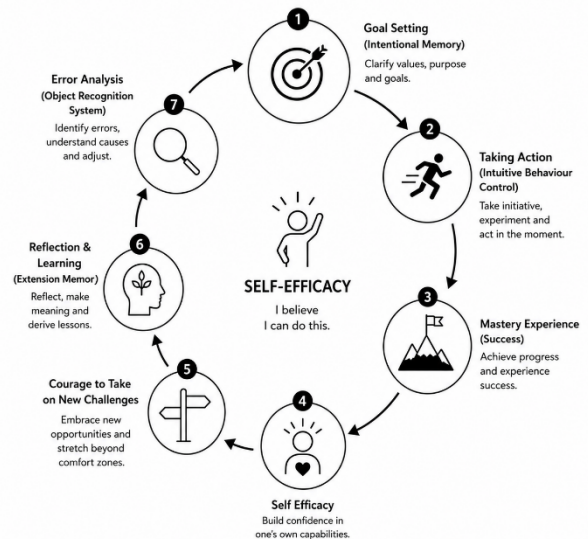 1
Goal Setting
(Intentional Memory)
Clarify values, purpose
and goals.
2
Taking Action
(Intuitive Behaviour
Control)
Take initiative,
experiment and
act in the moment.
3
Mastery Experience
(Success)
Achieve progress
and experience
success.
4
Self Efficacy
Build confidence in
one's own capabilities.
5
Courage to Take
on New Challenges
Embrace new
opportunities and
stretch beyond
comfort zones.
6
Reflection &
Learning
(Extension Memor)
Reflect, make
meaning and
derive lessons.
7
Error Analysis
(Object Recognition
System)
Identify errors,
understand causes
and adjust.
SELF-EFFICACY
I believe
I can do this.